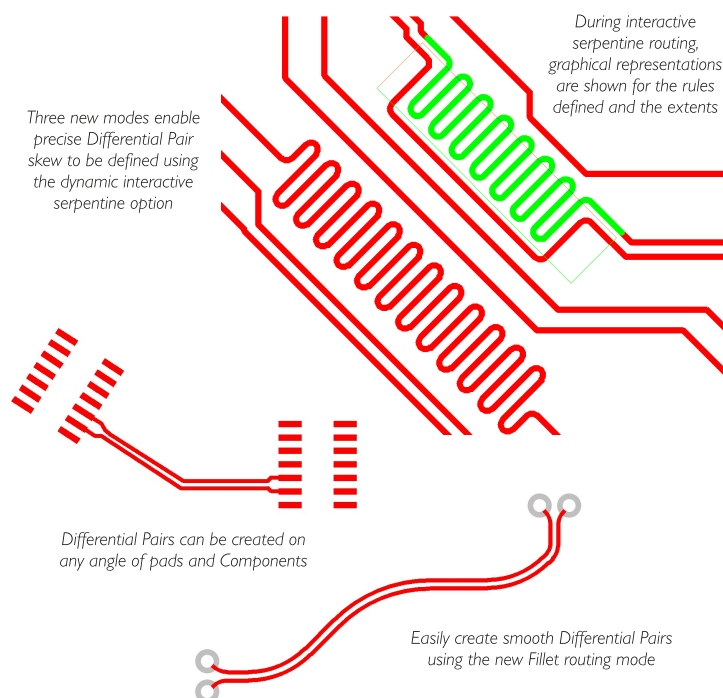 During interactive
serpentine routing,
graphical representations
are shown for the rules
defined and the extents
Three new modes enable
precise Differential Pair
skew to be defined using
the dynamic interactive
serpentine option
Differential Pairs can be created on
any angle of pads and Components
Easily create smooth Differential Pairs
using the new Fillet routing mode